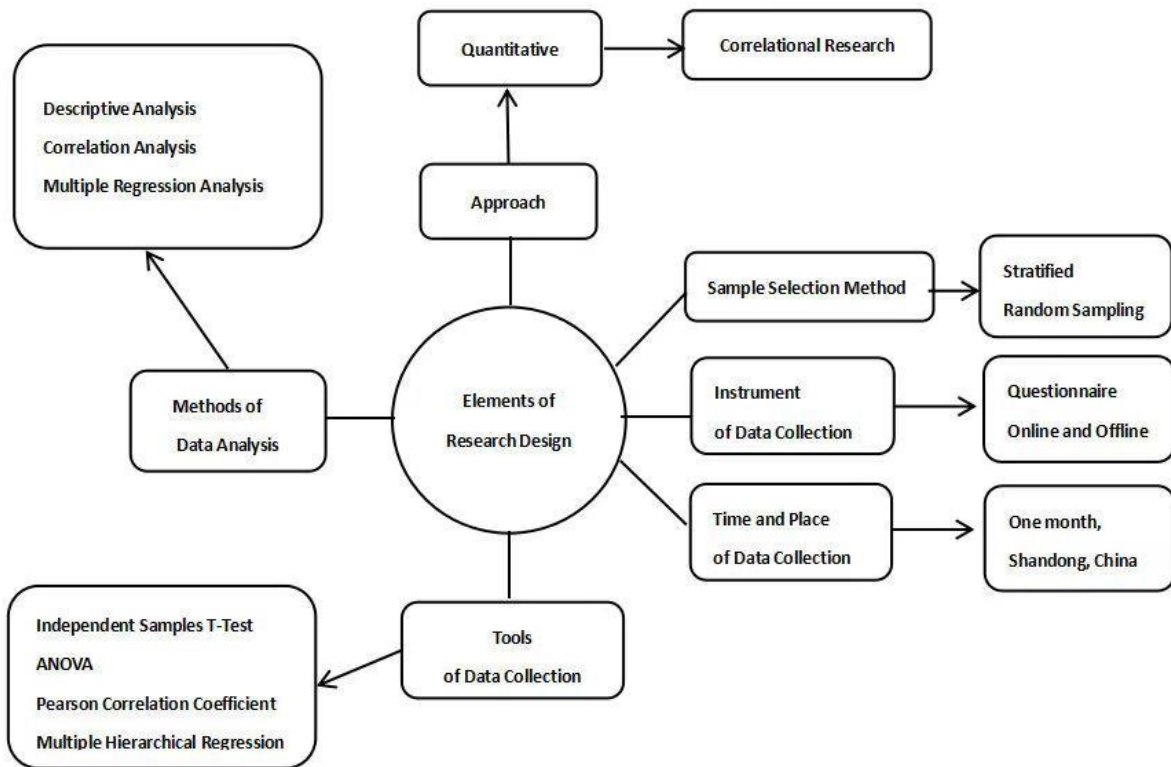 Quantitative
Correlational Research
Descriptive Analysis
Correlation Analysis
Multiple Regression Analysis
Approach
Sample Selection Method
Stratified
Random Sampling
Elements of
Research Design
Methods of
Data Analysis
Instrument
of Data Collection
Questionnaire
Online and Offline
Time and Place
of Data Collection
One month,
Shandong, China
Tools
of Data Collection
Independent Samples T-Test
ANOVA
Pearson Correlation Coefficient
Multiple Hierarchical Regression